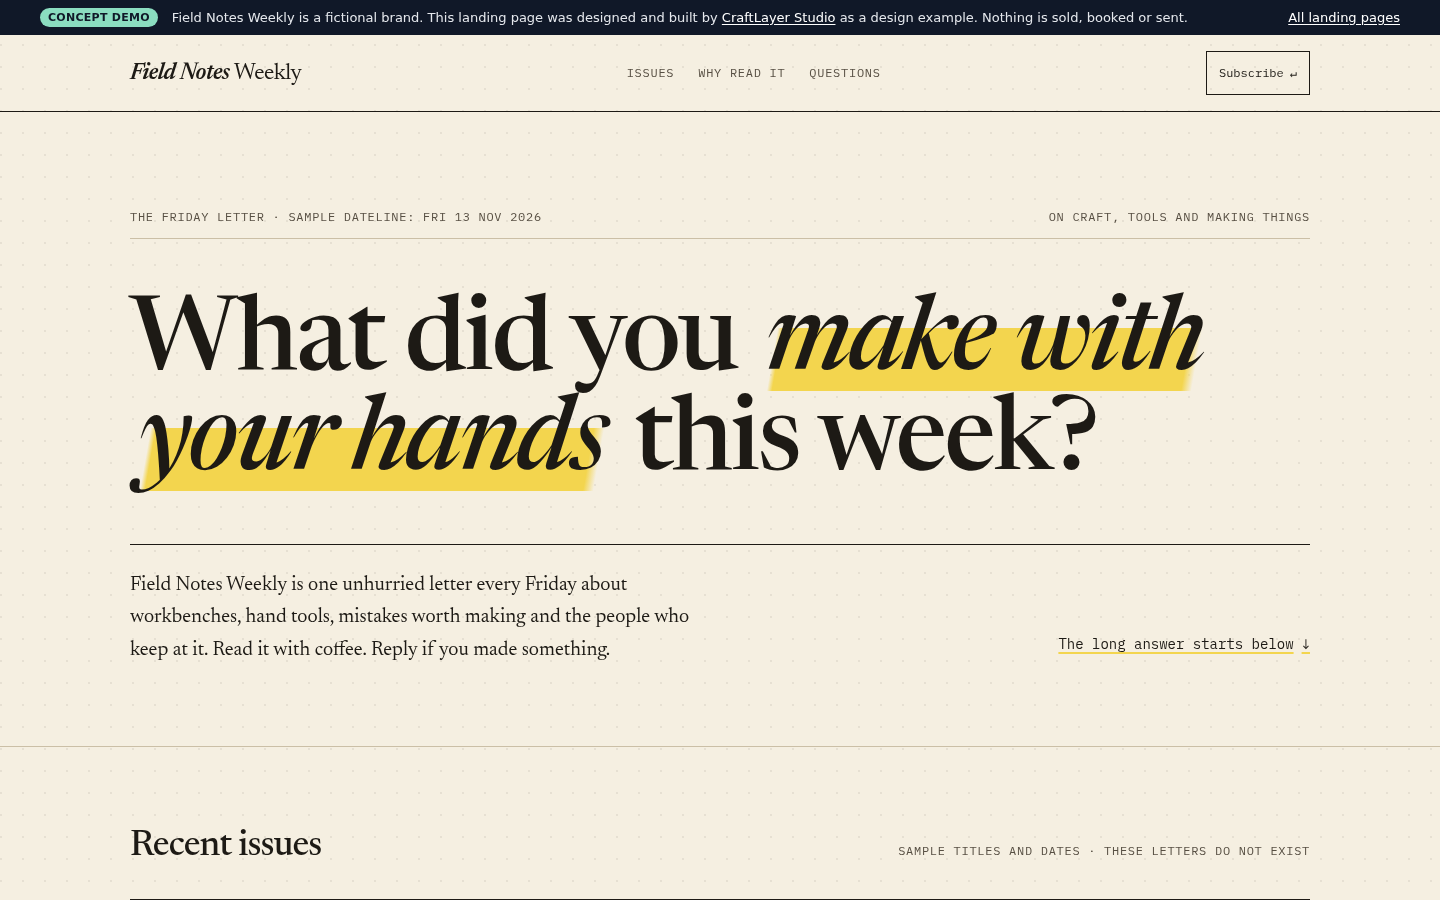 CONCEPT DEMO Field Notes Weekly is a fictional brand. This landing page was designed and built by CraftLayer Studio as a design example. Nothing is sold, booked or sent. All landing pages
Field Notes Weekly ISSUES WHY READ IT QUESTIONS Subscribe ↵
THE FRIDAY LETTER · SAMPLE DATELINE: FRI 13 NOV 2026 ON CRAFT, TOOLS AND MAKING THINGS
What did you make with
your hands this week?
Field Notes Weekly is one unhurried letter every Friday about
workbenches, hand tools, mistakes worth making and the people who
keep at it. Read it with coffee. Reply if you made something.
The long answer starts below ↓
Recent issues
SAMPLE TITLES AND DATES · THESE LETTERS DO NOT EXIST